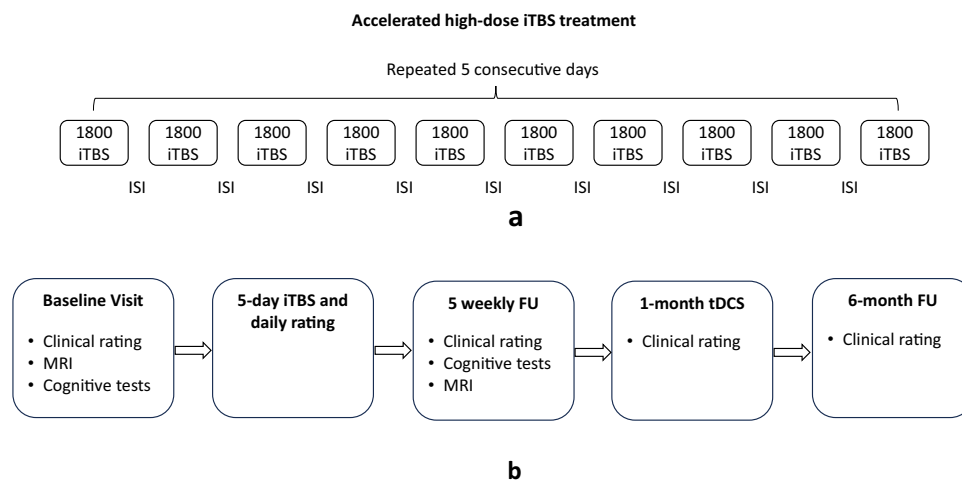 Accelerated high-dose iTBS treatment
Repeated 5 consecutive days
1800 1800 1800 1800 1800 1800 1800 1800 1800 1800
iTBS iTBS iTBS iTBS iTBS iTBS iTBS iTBS iTBS iTBS
ISI ISI ISI ISI ISI ISI ISI ISI ISI
a
Baseline Visit
• Clinical rating
• MRI
• Cognitive tests
5-day iTBS and
daily rating
5 weekly FU
• Clinical rating
• Cognitive tests
• MRI
1-month tDCS
• Clinical rating
6-month FU
• Clinical rating
b